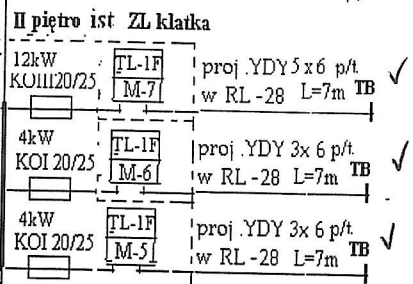 II piętro ist ZL klatka
12kW
KOIII20/25
TL-1F
M-7
proj .YDY 5 x 6 p/t.
w RL -28 L=7m TB
4kW
KOI 20/25
TL-1F
M-6
proj .YDY 3x 6 p/t.
w RL -28 L=7m TB
4kW
KOI 20/25
TL-1F
M-5
proj .YDY 3x 6 p/t.
w RL -28 L=7m TB